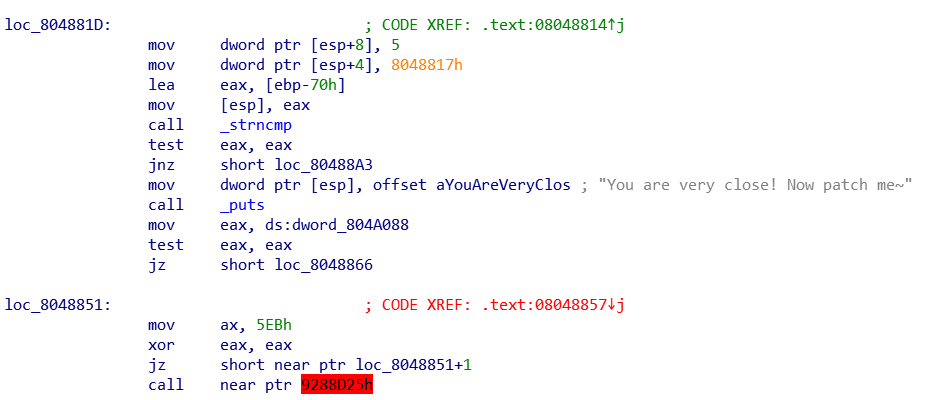 loc_804881D: ; CODE XREF: .text:08048814↑j
mov dword ptr [esp+8], 5
mov dword ptr [esp+4], 8048817h
lea eax, [ebp-70h]
mov [esp], eax
call _strncmp
test eax, eax
jnz short loc_80488A3
mov dword ptr [esp], offset aYouAreVeryClos ; "You are very close! Now patch me~"
call _puts
mov eax, ds:dword_804A088
test eax, eax
jz short loc_8048866
loc_8048851: ; CODE XREF: .text:08048857↓j
mov ax, 5EBh
xor eax, eax
jz short near ptr loc_8048851+1
call near ptr 9288D25h